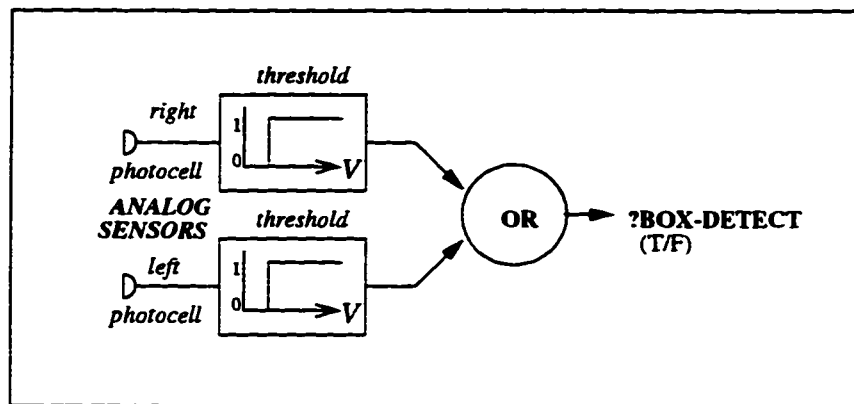 threshold
right
1
0
V
photocell
ANALOG
SENSORS
threshold
left
1
0
V
photocell
OR
?BOX-DETECT
(T/F)